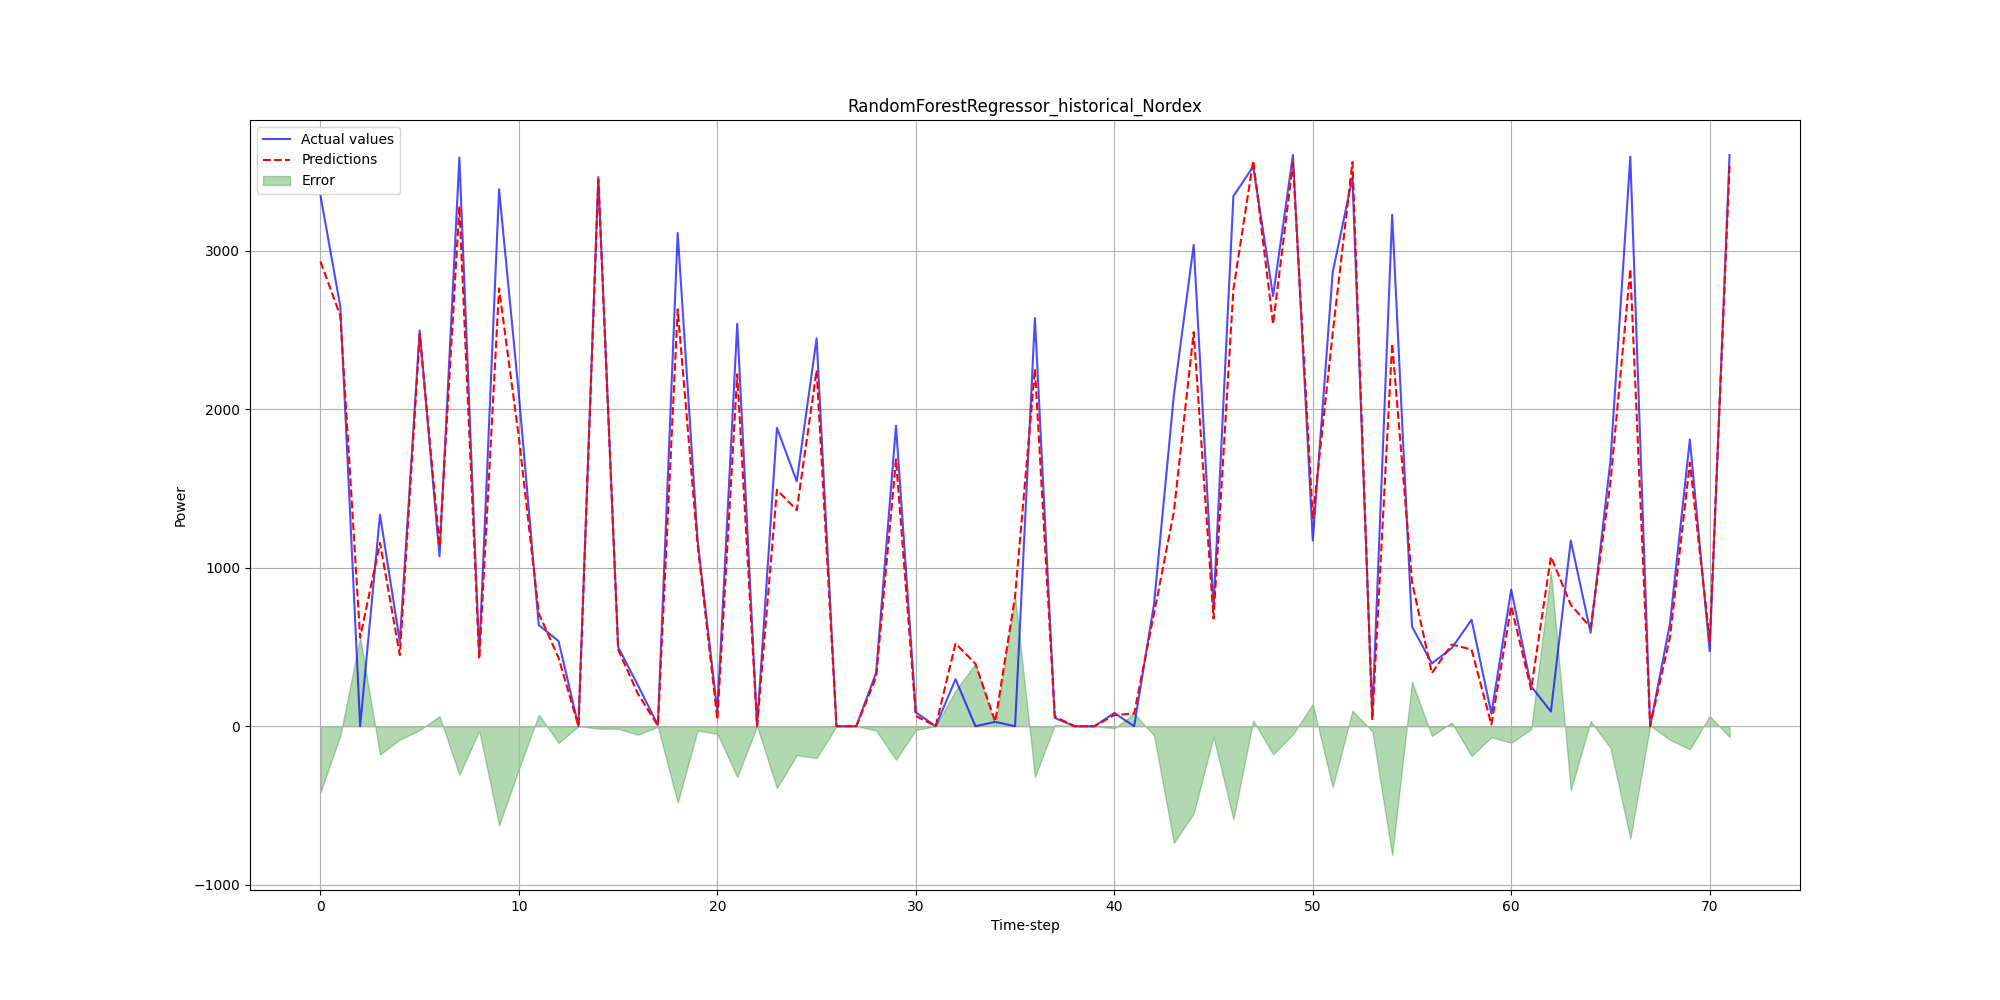 RandomForestRegressor_historical_Nordex
Actual values
Predictions
Error
3000
2000
1000
0
−1000
Power
0 10 20 30 40 50 60 70
Time-step